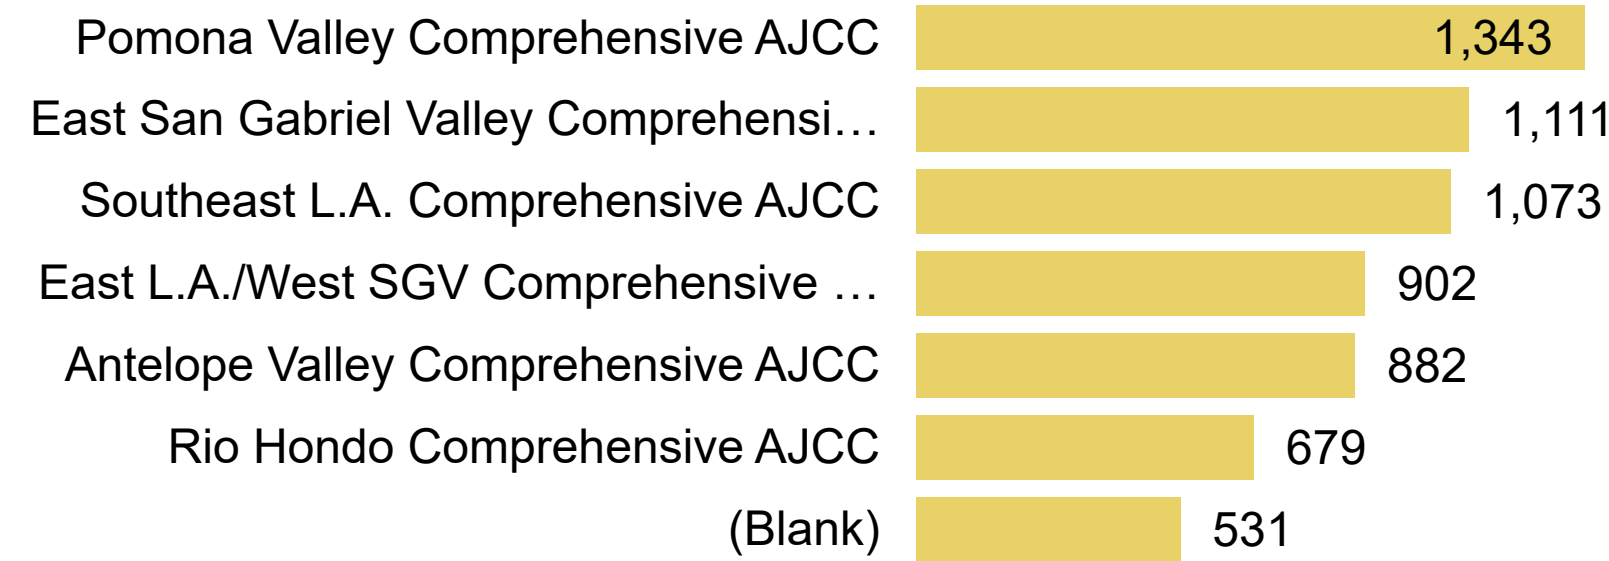 Pomona Valley Comprehensive AJCC 1,343
East San Gabriel Valley Comprehensi… 1,111
Southeast L.A. Comprehensive AJCC 1,073
East L.A./West SGV Comprehensive … 902
Antelope Valley Comprehensive AJCC 882
Rio Hondo Comprehensive AJCC 679
(Blank) 531